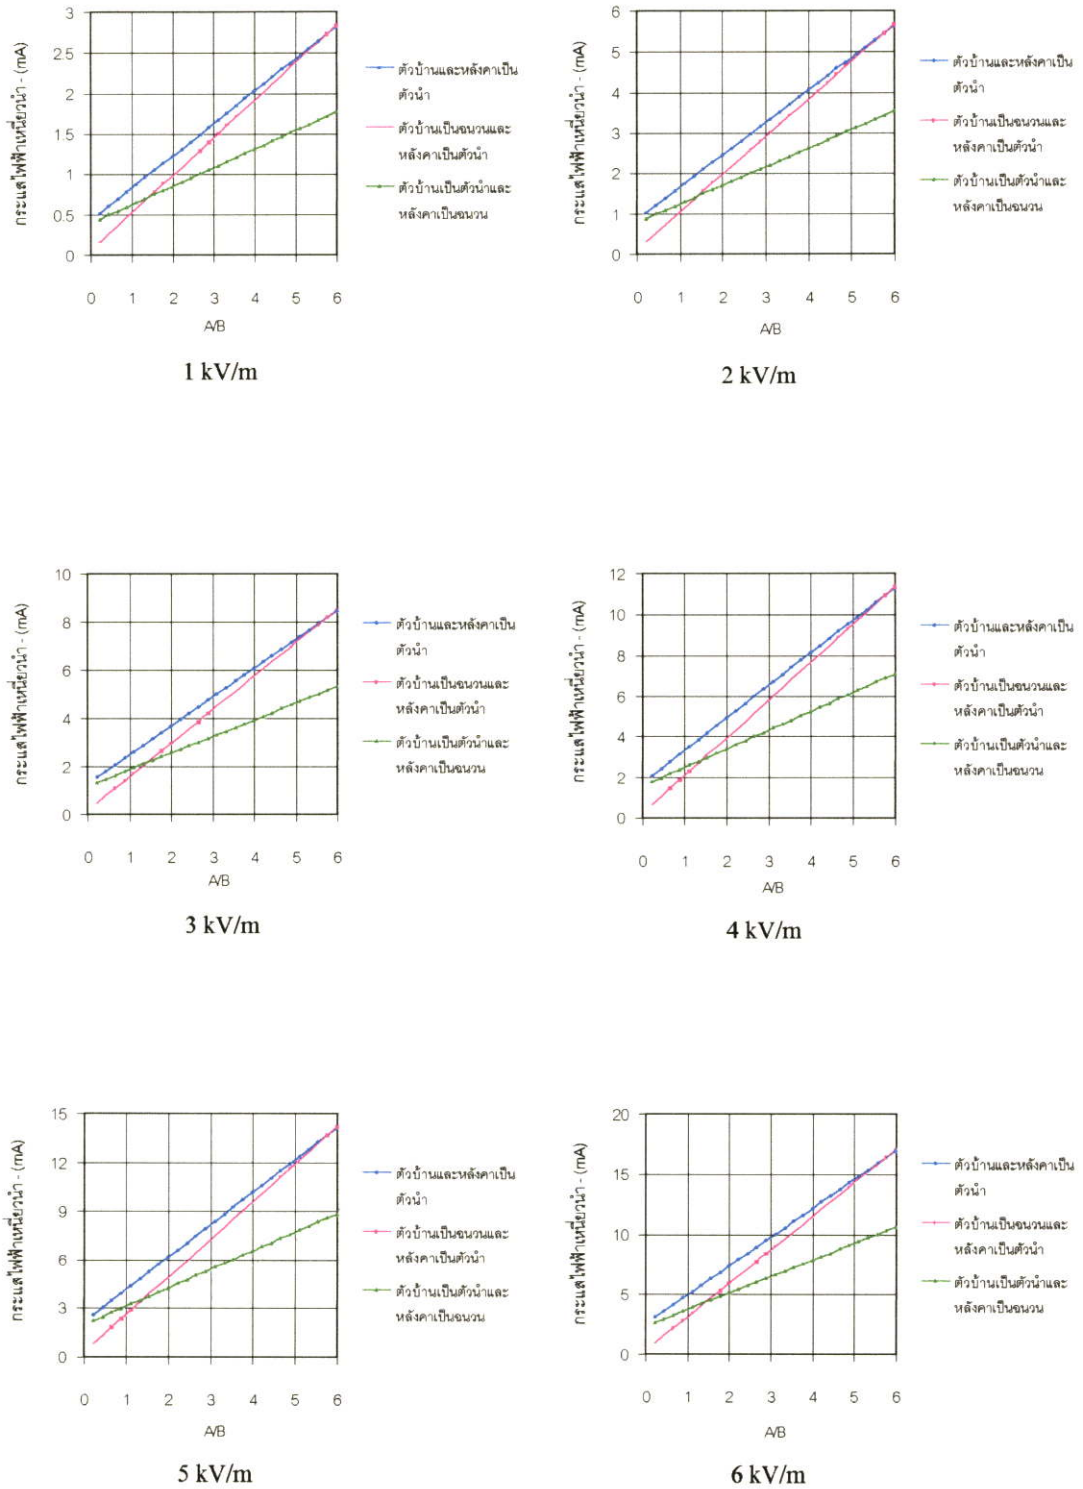 กระแสไฟฟ้าเหนี่ยวนำ - (mA)
3
2.5
2
1.5
1
0.5
0
0 1 2 3 4 5 6
A/B
ตัวบ้านและหลังคาเป็น
ตัวนำ
ตัวบ้านเป็นฉนวนและ
หลังคาเป็นตัวนำ
ตัวบ้านเป็นตัวนำและ
หลังคาเป็นฉนวน
1 kV/m
กระแสไฟฟ้าเหนี่ยวนำ - (mA)
6
5
4
3
2
1
0
0 1 2 3 4 5 6
A/B
ตัวบ้านและหลังคาเป็น
ตัวนำ
ตัวบ้านเป็นฉนวนและ
หลังคาเป็นตัวนำ
ตัวบ้านเป็นตัวนำและ
หลังคาเป็นฉนวน
2 kV/m
กระแสไฟฟ้าเหนี่ยวนำ - (mA)
10
8
6
4
2
0
0 1 2 3 4 5 6
A/B
ตัวบ้านและหลังคาเป็น
ตัวนำ
ตัวบ้านเป็นฉนวนและ
หลังคาเป็นตัวนำ
ตัวบ้านเป็นตัวนำและ
หลังคาเป็นฉนวน
3 kV/m
กระแสไฟฟ้าเหนี่ยวนำ - (mA)
12
10
8
6
4
2
0
0 1 2 3 4 5 6
A/B
ตัวบ้านและหลังคาเป็น
ตัวนำ
ตัวบ้านเป็นฉนวนและ
หลังคาเป็นตัวนำ
ตัวบ้านเป็นตัวนำและ
หลังคาเป็นฉนวน
4 kV/m
กระแสไฟฟ้าเหนี่ยวนำ - (mA)
15
12
9
6
3
0
0 1 2 3 4 5 6
A/B
ตัวบ้านและหลังคาเป็น
ตัวนำ
ตัวบ้านเป็นฉนวนและ
หลังคาเป็นตัวนำ
ตัวบ้านเป็นตัวนำและ
หลังคาเป็นฉนวน
5 kV/m
กระแสไฟฟ้าเหนี่ยวนำ - (mA)
20
15
10
5
0
0 1 2 3 4 5 6
A/B
ตัวบ้านและหลังคาเป็น
ตัวนำ
ตัวบ้านเป็นฉนวนและ
หลังคาเป็นตัวนำ
ตัวบ้านเป็นตัวนำและ
หลังคาเป็นฉนวน
6 kV/m